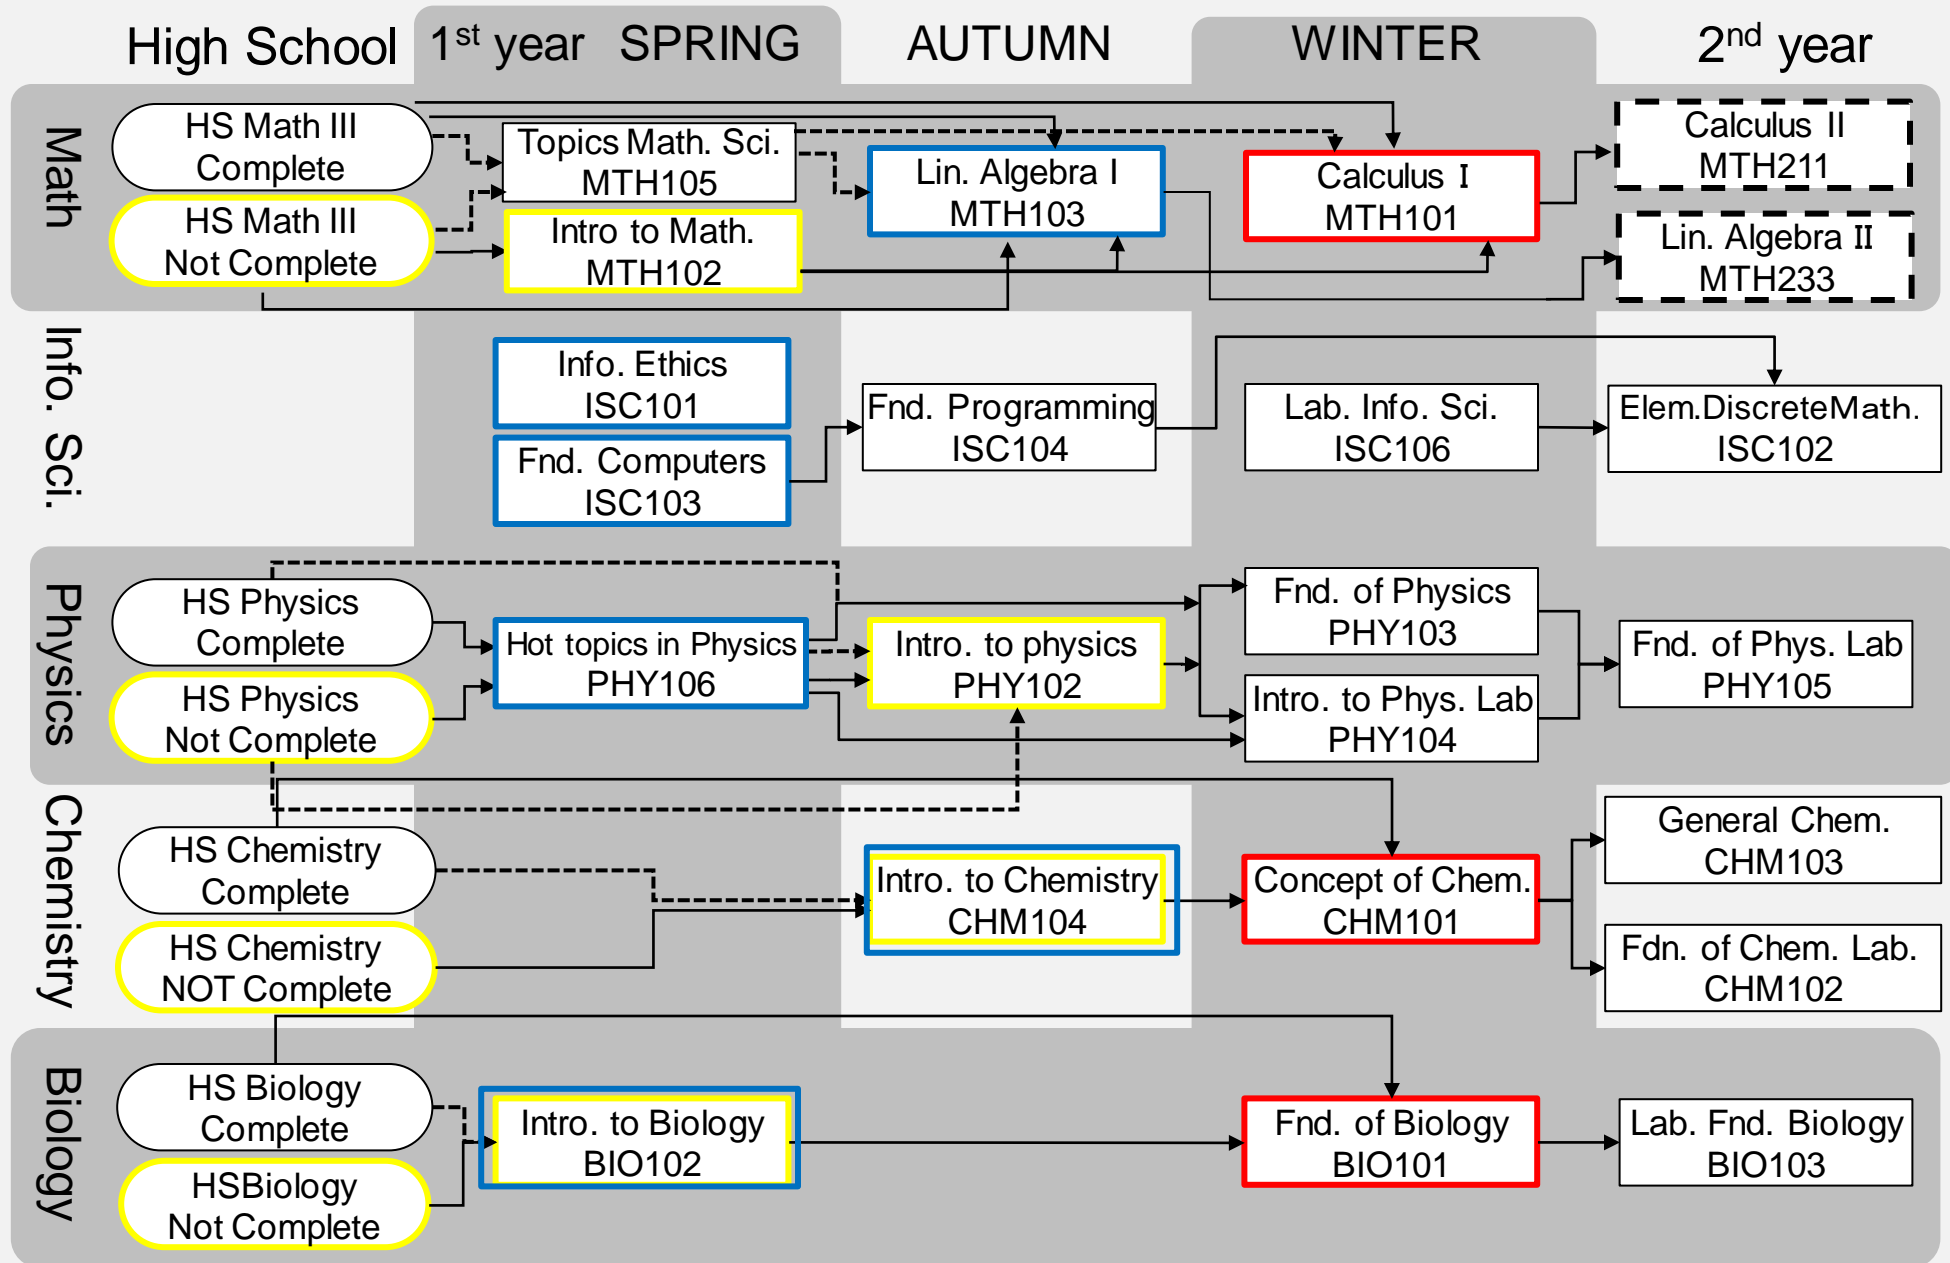 High School
1st year SPRING
AUTUMN
WINTER
2nd year
Math
HS Math III
Complete
HS Math III
Not Complete
Topics Math. Sci.
MTH105
Intro to Math.
MTH102
Lin. Algebra I
MTH103
Calculus I
MTH101
Calculus II
MTH211
Lin. Algebra II
MTH233
Info. Sci.
Info. Ethics
ISC101
Fnd. Computers
ISC103
Fnd. Programming
ISC104
Lab. Info. Sci.
ISC106
Elem.DiscreteMath.
ISC102
Physics
HS Physics
Complete
HS Physics
Not Complete
Hot topics in Physics
PHY106
Intro. to physics
PHY102
Fnd. of Physics
PHY103
Intro. to Phys. Lab
PHY104
Fnd. of Phys. Lab
PHY105
Chemistry
HS Chemistry
Complete
HS Chemistry
NOT Complete
Intro. to Chemistry
CHM104
Concept of Chem.
CHM101
General Chem.
CHM103
Fdn. of Chem. Lab.
CHM102
Biology
HS Biology
Complete
HSBiology
Not Complete
Intro. to Biology
BIO102
Fnd. of Biology
BIO101
Lab. Fnd. Biology
BIO103